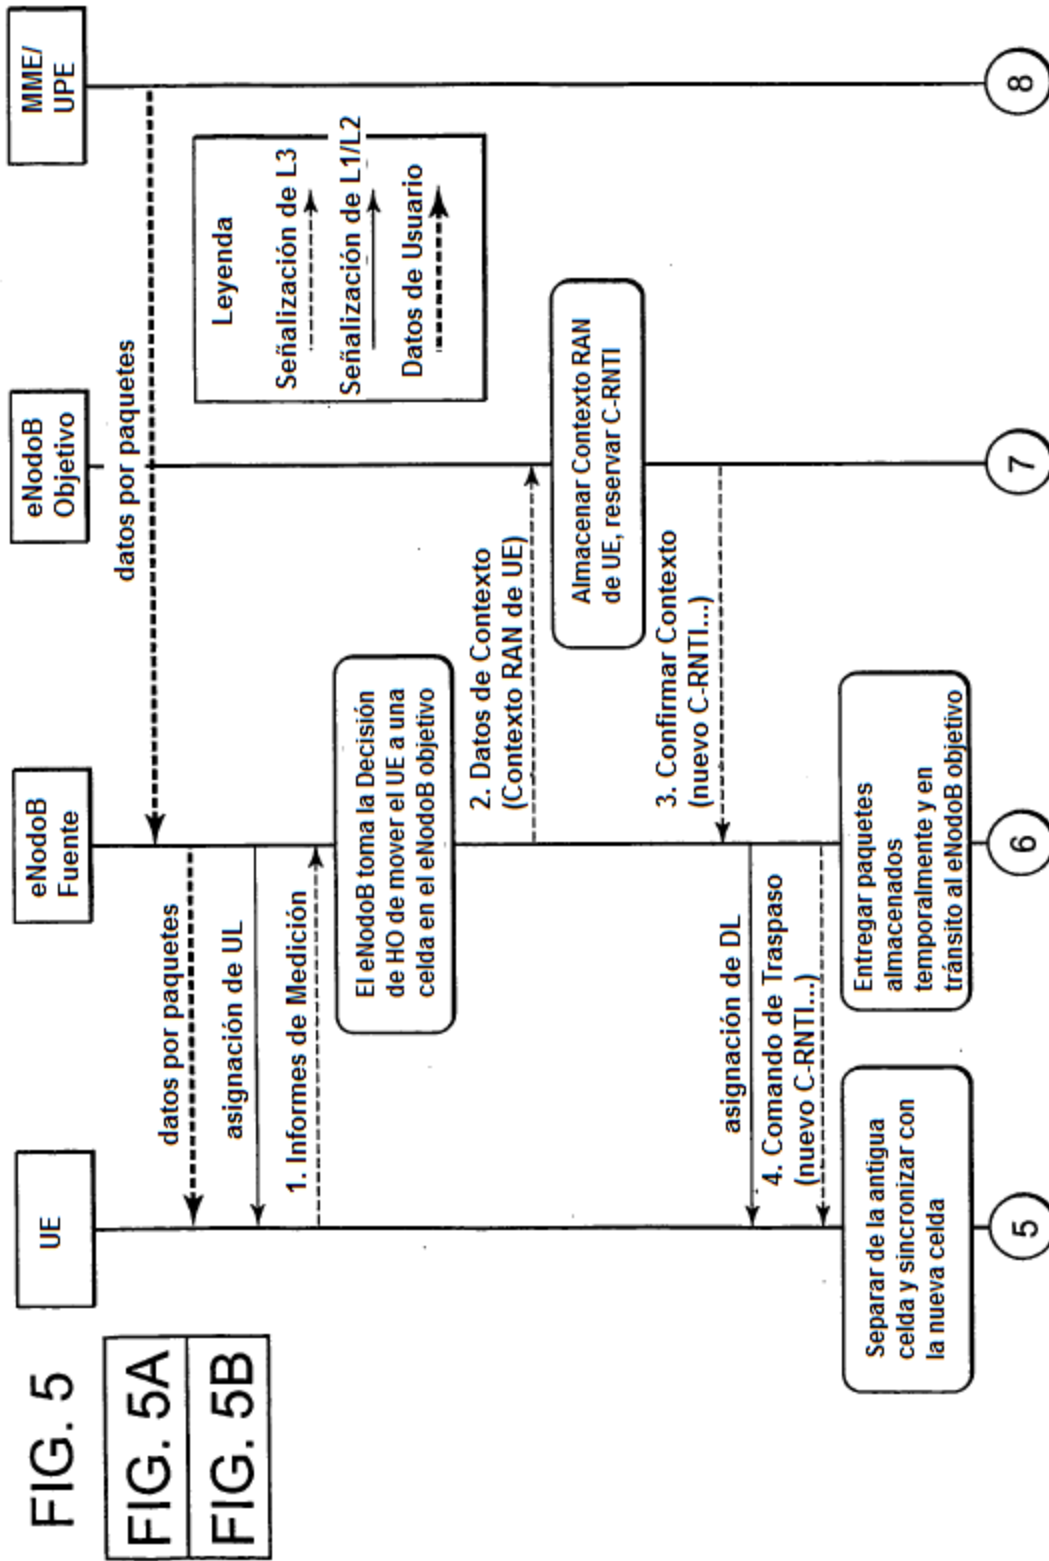 FIG. 5
FIG. 5A
FIG. 5B
UE
eNodoB
Fuente
eNodoB
Objetivo
MME/
UPE
datos por paquetes
datos por paquetes
asignación de UL
1. Informes de Medición
Leyenda
Señalización de L3
Señalización de L1/L2
Datos de Usuario
El eNodoB toma la Decisión
de HO de mover el UE a una
celda en el eNodoB objetivo
2. Datos de Contexto
(Contexto RAN de UE)
Almacenar Contexto RAN
de UE, reservar C-RNTI
3. Confirmar Contexto
(nuevo C-RNTI...)
asignación de DL
4. Comando de Traspaso
(nuevo C-RNTI...)
Separar de la antigua
celda y sincronizar con
la nueva celda
Entregar paquetes
almacenados
temporalmente y en
tránsito al eNodoB objetivo
5
6
7
8